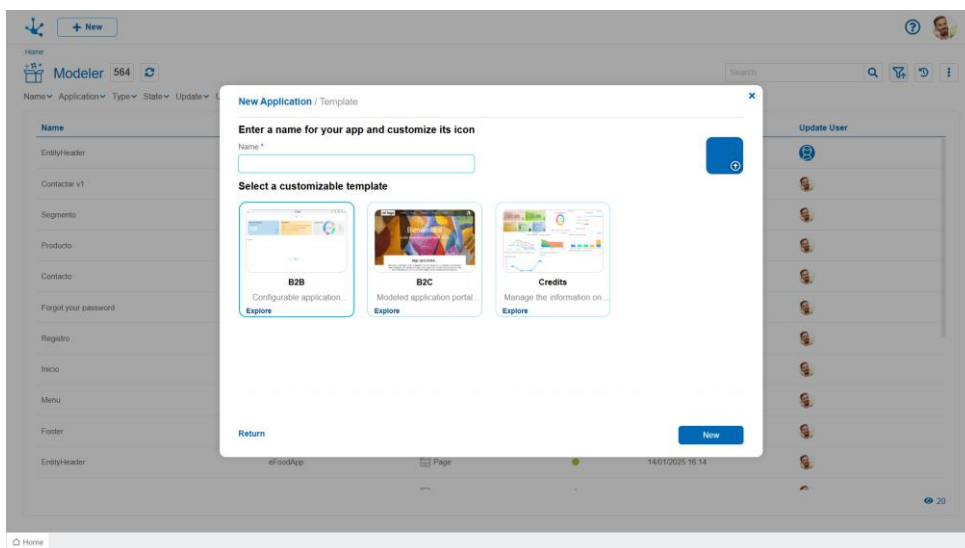 + New
Home
Modeler 564
Search
Name Application Type State Update
New Application / Template
Enter a name for your app and customize its icon
Name *
Select a customizable template
B2B
Configurable application...
Explore
B2C
Modeled application portal...
Explore
Credits
Manage the information on...
Explore
Return
New
Name
Update User
EntityHeader
Contactar v1
Segmento
Producto
Contacto
Forgot your password
Registro
Inicio
Menu
Footer
EntityHeader eFoodApp Page 14/01/2025 16:14
20
Home